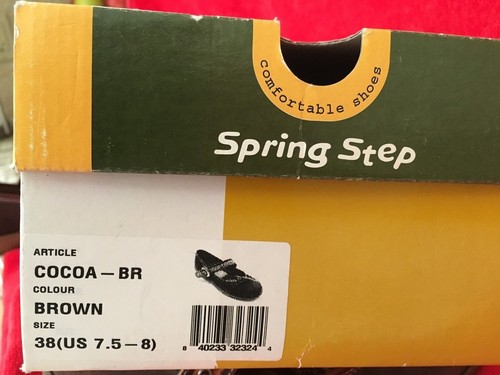 comfortable shoes
Spring Step
ARTICLE
COCOA – BR
COLOUR
BROWN
SIZE
38(US 7.5 – 8)
8 40233 32324 4